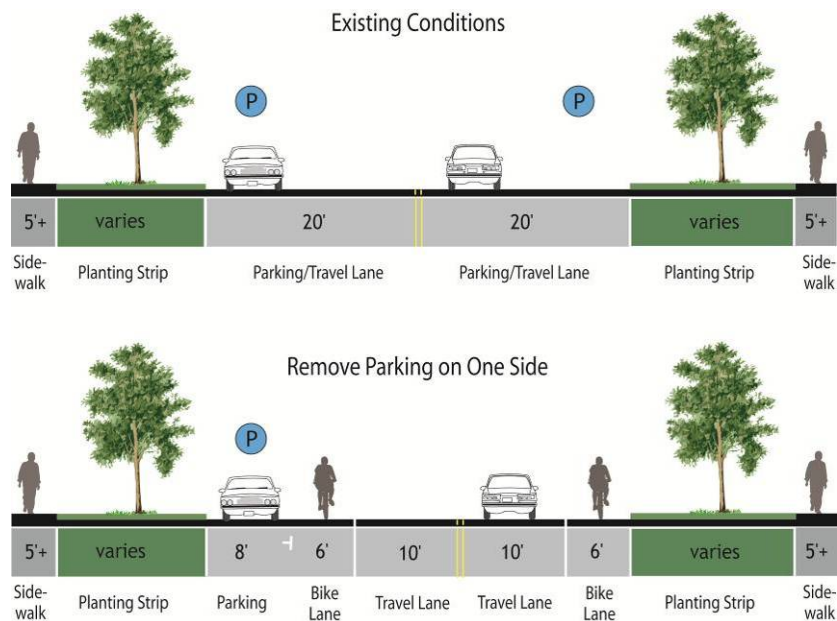 Existing Conditions
P P
5'+ varies 20' 20' varies 5'+
Side-
walk
Planting Strip
Parking/Travel Lane
Parking/Travel Lane
Planting Strip
Side-
walk
Remove Parking on One Side
P
5'+ varies 8' 6' 10' 10' 6' varies 5'+
Side-
walk
Planting Strip
Parking
Bike
Lane
Travel Lane
Travel Lane
Bike
Lane
Planting Strip
Side-
walk